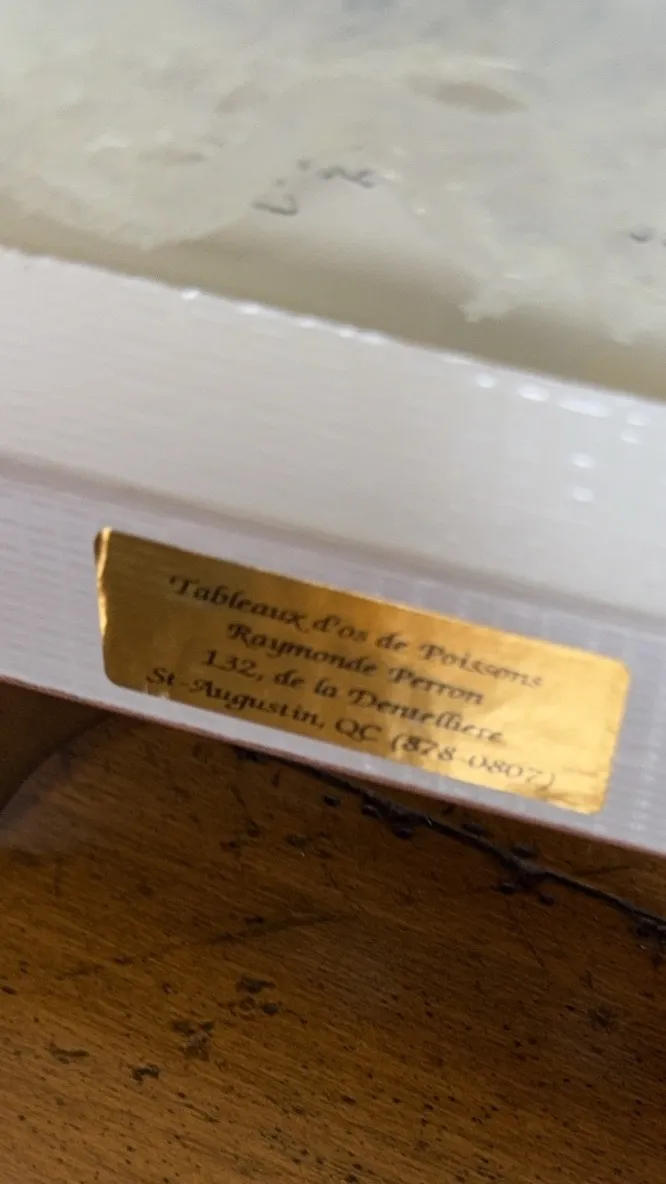 Tableaux d'os de Poissons
Raymonde Perron
132, de la Dentellière
St-Augustin, QC (878-0807)